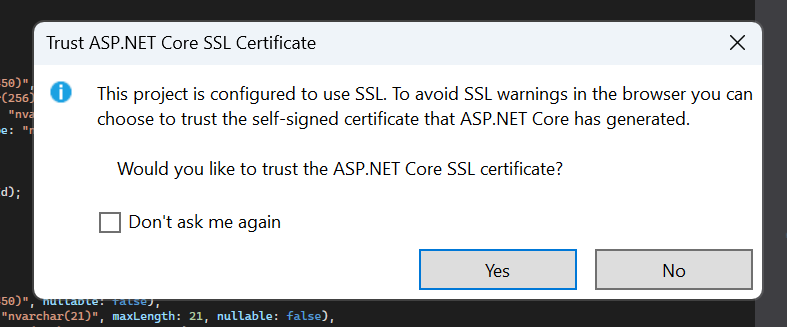 Trust ASP.NET Core SSL Certificate
450)",
(256)
"nva
be: "n
This project is configured to use SSL. To avoid SSL warnings in the browser you can
choose to trust the self-signed certificate that ASP.NET Core has generated.
Would you like to trust the ASP.NET Core SSL certificate?
d);
Don't ask me again
Yes
No
450)", nullable: false),
"nvarchar(21)", maxLength: 21, nullable: false),